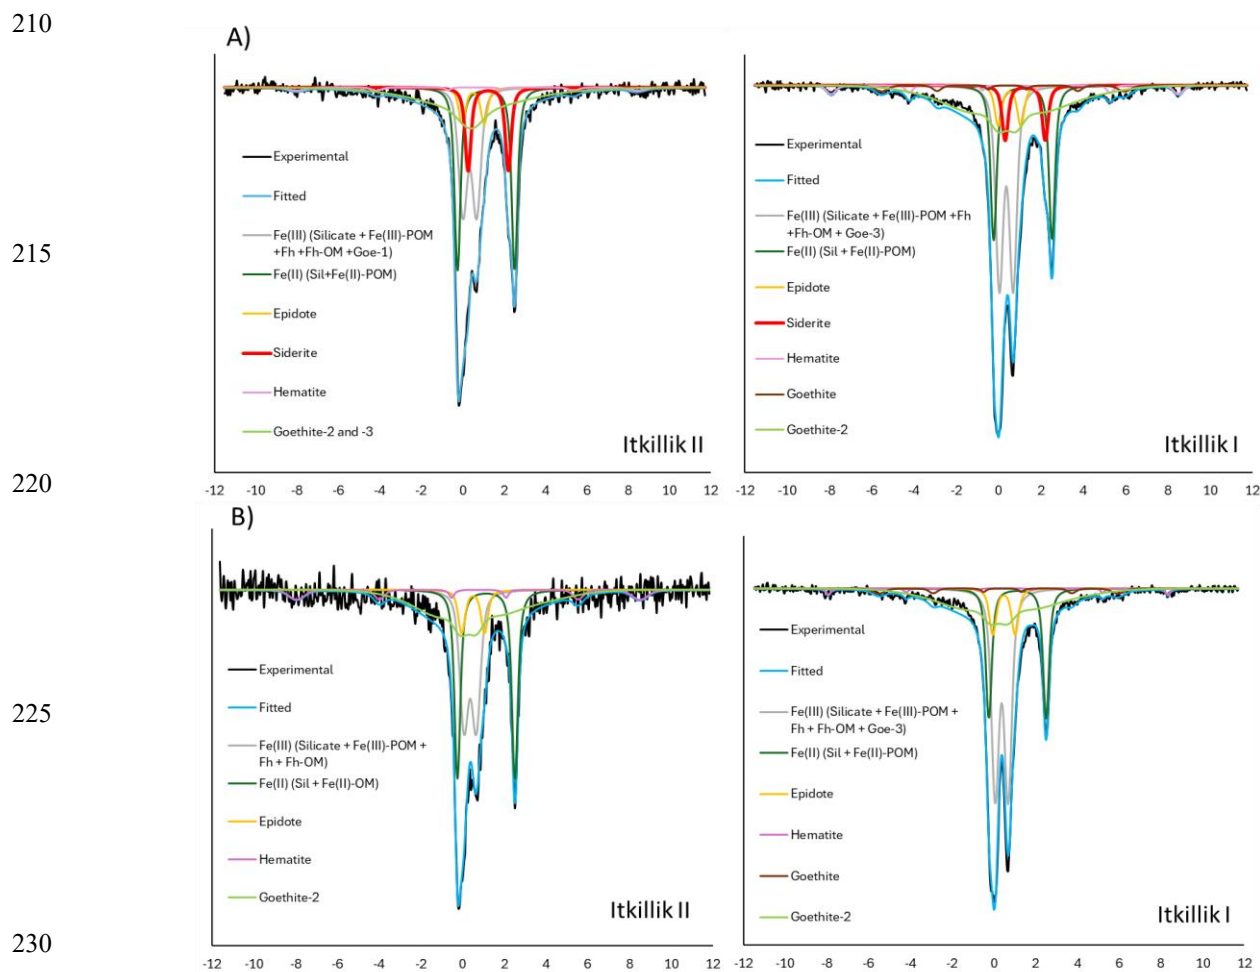 210
A)
Experimental
Fitted
Fe(III) (Silicate + Fe(III)-POM
+Fh +Fh-OM +Goe-1)
Fe(II) (Sil+Fe(II)-POM)
Epidote
Siderite
Hematite
Goethite-2 and -3
Itkillik II
-12 -10 -8 -6 -4 -2 0 2 4 6 8 10 12
Experimental
Fitted
Fe(III) (Silicate + Fe(III)-POM +Fh
+Fh-OM + Goe-3)
Fe(II) (Sil + Fe(II)-POM)
Epidote
Siderite
Hematite
Goethite
Goethite-2
Itkillik I
-12 -10 -8 -6 -4 -2 0 2 4 6 8 10 12
215
220
B)
Experimental
Fitted
Fe(III) (Silicate + Fe(III)-POM +
Fh + Fh-OM)
Fe(II) (Sil + Fe(II)-OM)
Epidote
Hematite
Goethite-2
Itkillik II
-12 -10 -8 -6 -4 -2 0 2 4 6 8 10 12
Experimental
Fitted
Fe(III) (Silicate + Fe(III)-POM +
Fh + Fh-OM + Goe-3)
Fe(II) (Sil + Fe(II)-POM)
Epidote
Hematite
Goethite
Goethite-2
Itkillik I
-12 -10 -8 -6 -4 -2 0 2 4 6 8 10 12
225
230